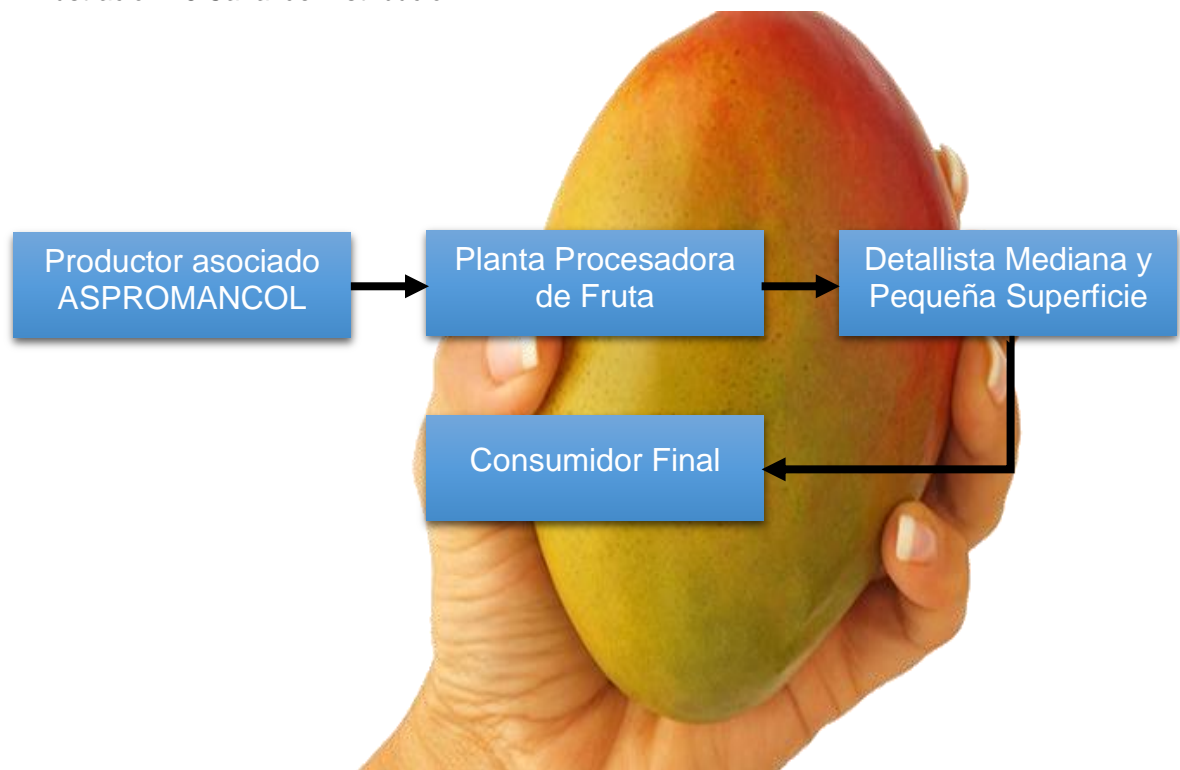 Productor asociado
ASPROMANCOL
Planta Procesadora
de Fruta
Detallista Mediana y
Pequeña Superficie
Consumidor Final